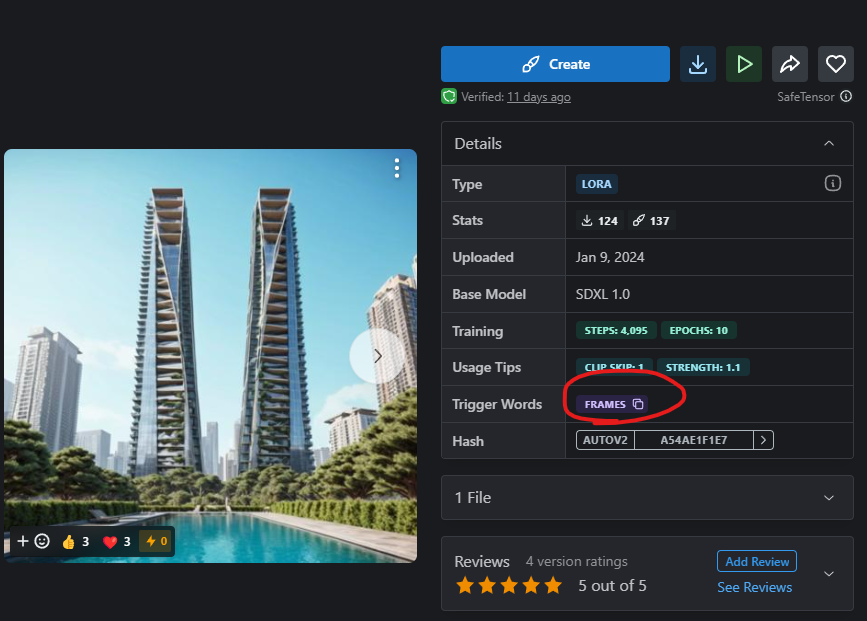 Create
Verified: 11 days ago
SafeTensor
Details
Type LORA
Stats 124 137
Uploaded Jan 9, 2024
Base Model SDXL 1.0
Training STEPS: 4,095 EPOCHS: 10
Usage Tips CLIP SKIP: 1 STRENGTH: 1.1
Trigger Words FRAMES
Hash AUTOV2 A54AE1F1E7
3 3 0
1 File
Reviews 4 version ratings
Add Review
5 out of 5
See Reviews